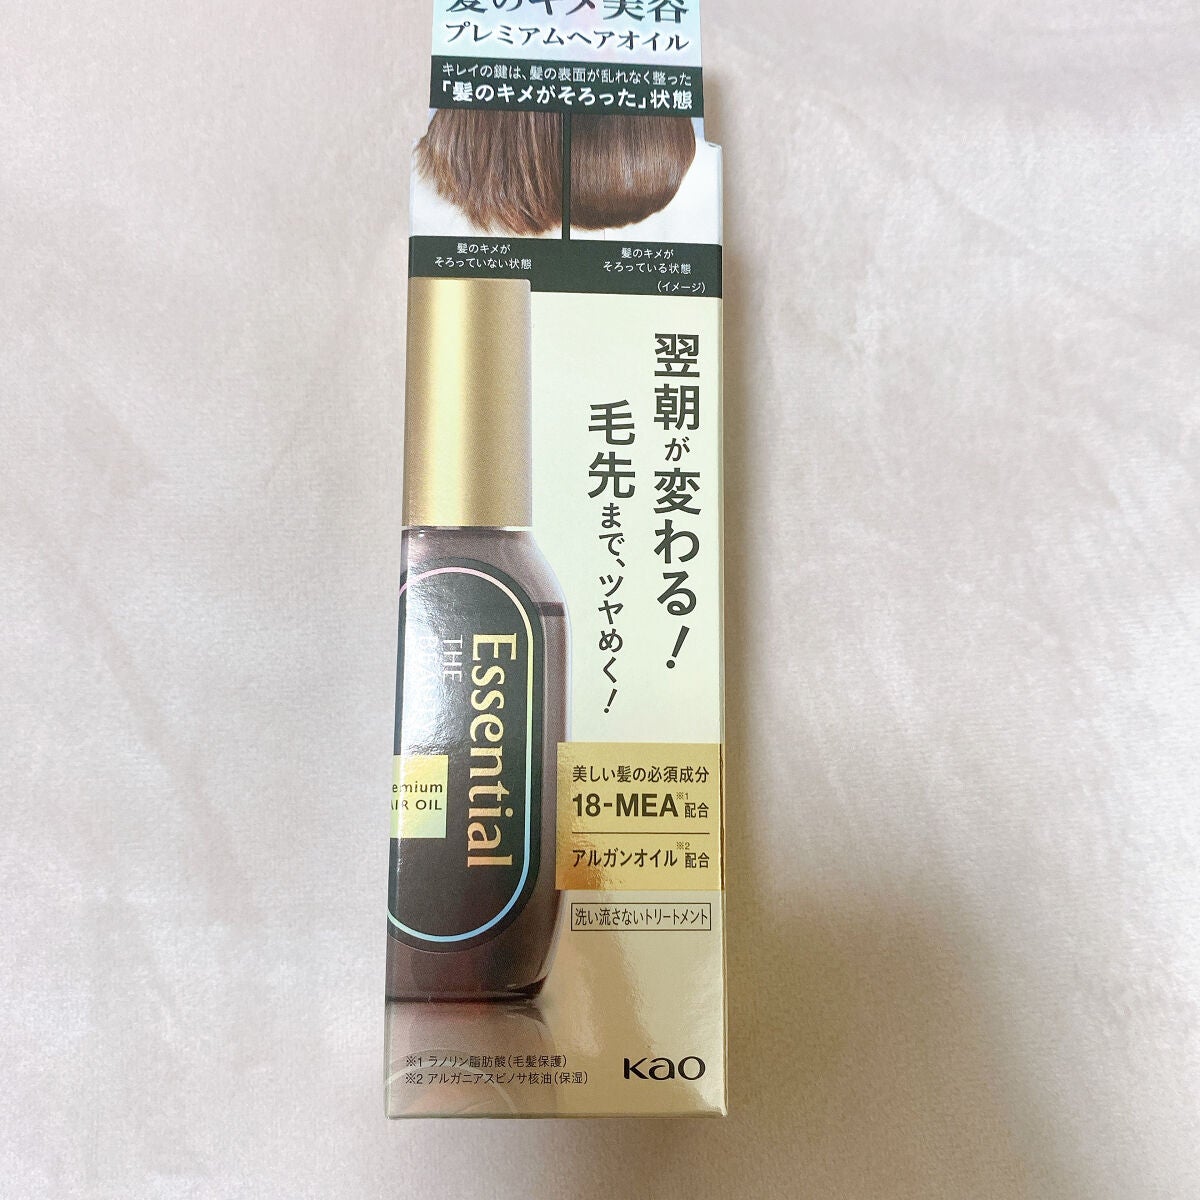 髪のキメ美容
プレミアムヘアオイル
キレイの鍵は、髪の表面が乱れなく整った
「髪のキメがそろった」状態
髪のキメが
そろっていない状態
髪のキメが
そろっている状態
(イメージ)
翌朝が変わる!
毛先まで、ツヤめく!
Essential
THE
emium
AIR OIL
美しい髪の必須成分
18-MEA※1配合
アルガンオイル※2配合
洗い流さないトリートメント
※1 ラノリン脂肪酸(毛髪保護)
※2 アルガニアスピノサ核油(保湿)
Kao